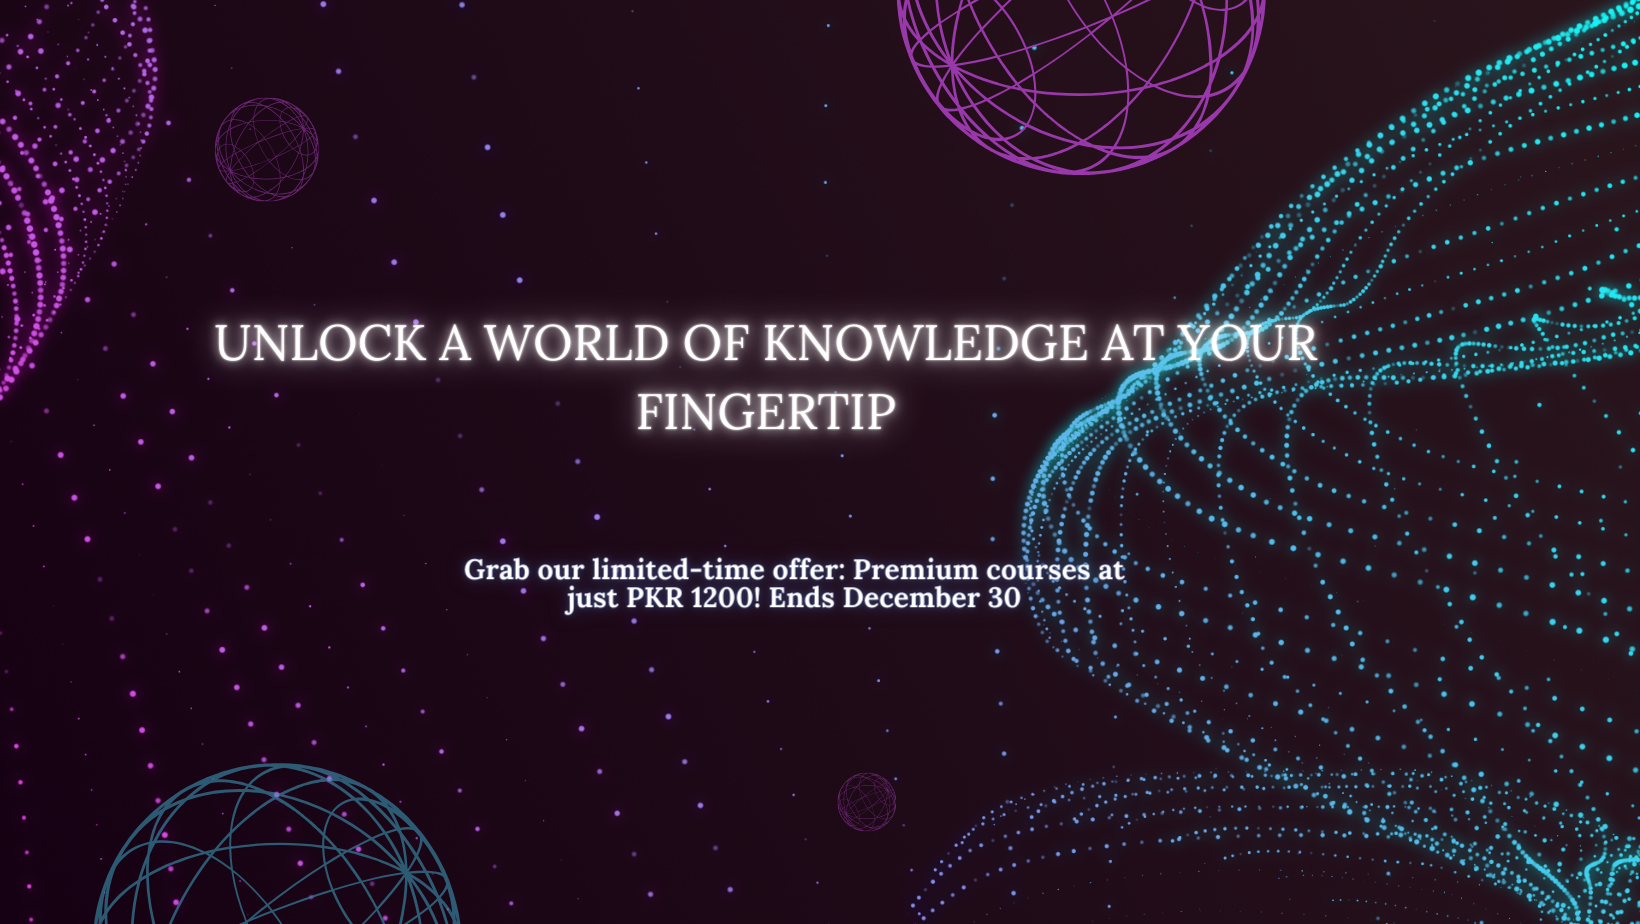 UNLOCK A WORLD OF KNOWLEDGE AT YOUR
FINGERTIP
Grab our limited-time offer: Premium courses at
just PKR 1200! Ends December 30